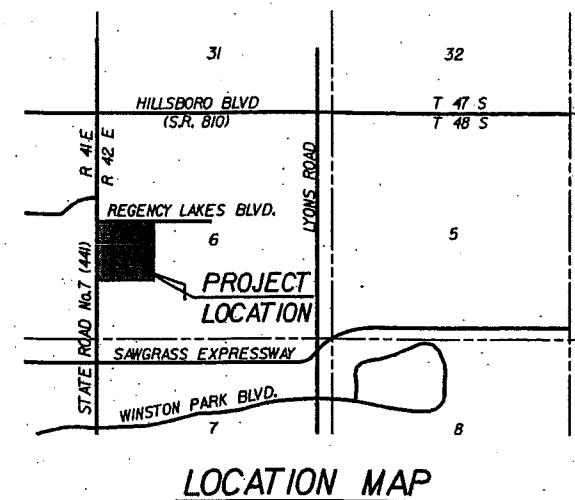 31
32
HILLSBORO BLVD
(S.R. 810)
T 47 S
T 48 S
R 41 E
R 42 E
LYONS ROAD
REGENCY LAKES BLVD.
6
5
PROJECT
LOCATION
STATE ROAD No.7 (441)
SAWGRASS EXPRESSWAY
WINSTON PARK BLVD.
7
8
LOCATION MAP